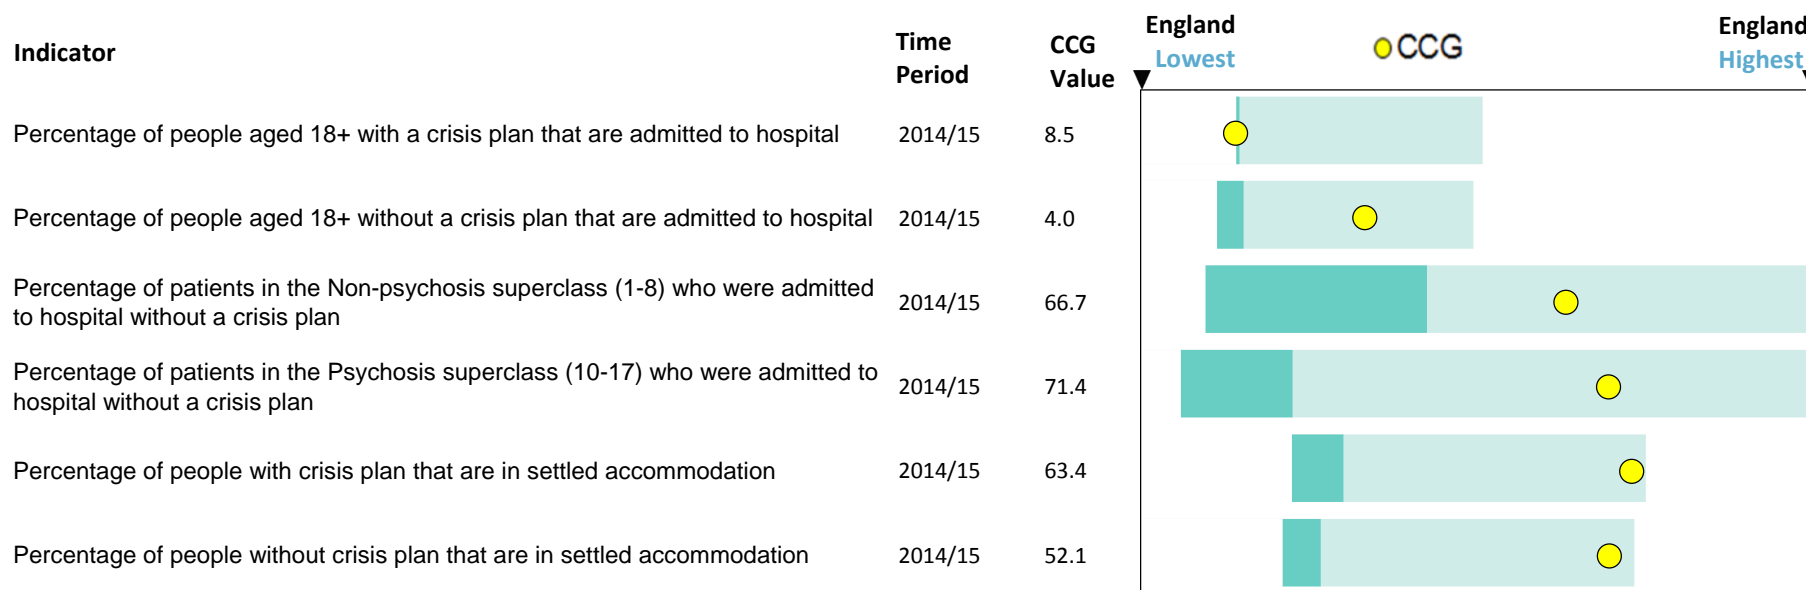 Indicator
Time Period
CCG Value
England Lowest
CCG
England Highest
Percentage of people aged 18+ with a crisis plan that are admitted to hospital 2014/15 8.5
Percentage of people aged 18+ without a crisis plan that are admitted to hospital 2014/15 4.0
Percentage of patients in the Non-psychosis superclass (1-8) who were admitted
to hospital without a crisis plan
2014/15 66.7
Percentage of patients in the Psychosis superclass (10-17) who were admitted to
hospital without a crisis plan
2014/15 71.4
Percentage of people with crisis plan that are in settled accommodation 2014/15 63.4
Percentage of people without crisis plan that are in settled accommodation 2014/15 52.1